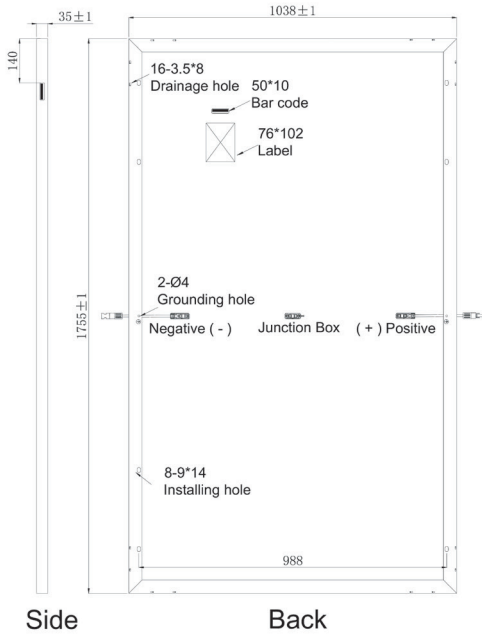 35±1
1038±1
140
16-3.5*8
Drainage hole
50*10
Bar code
76*102
Label
1755±1
2-Ø4
Grounding hole
Negative ( - )
Junction Box
( + ) Positive
8-9*14
Installing hole
988
Side
Back